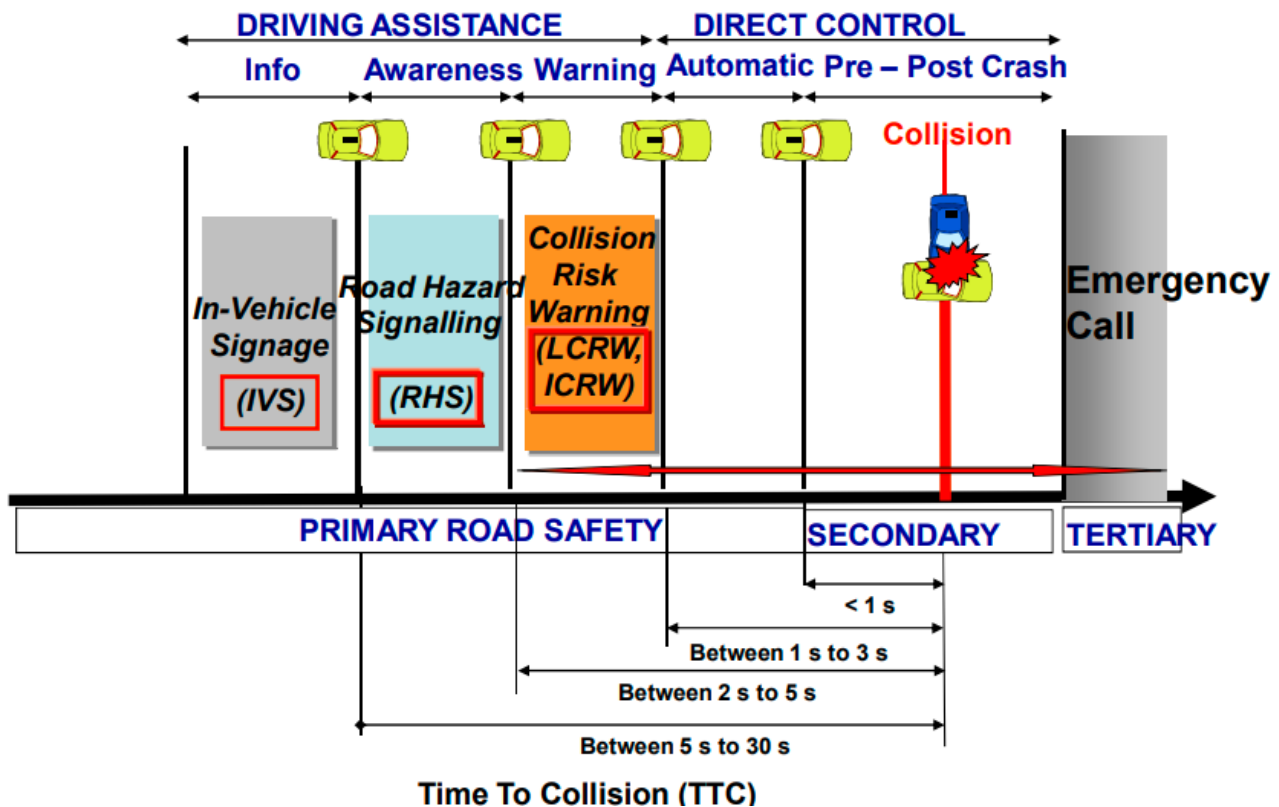 DRIVING ASSISTANCE
DIRECT CONTROL
Info
Awareness
Warning
Automatic
Pre – Post Crash
Collision
In-Vehicle
Signage
(IVS)
Road Hazard
Signalling
(RHS)
Collision
Risk
Warning
(LCRW,
ICRW)
Emergency
Call
PRIMARY ROAD SAFETY
SECONDARY
TERTIARY
< 1 s
Between 1 s to 3 s
Between 2 s to 5 s
Between 5 s to 30 s
Time To Collision (TTC)